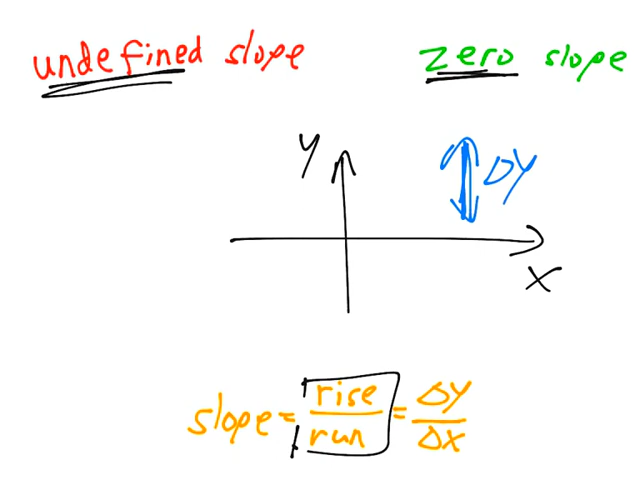 undefined slope
zero slope
Y
ΔY
X
slope = rise/run = ΔY/ΔX